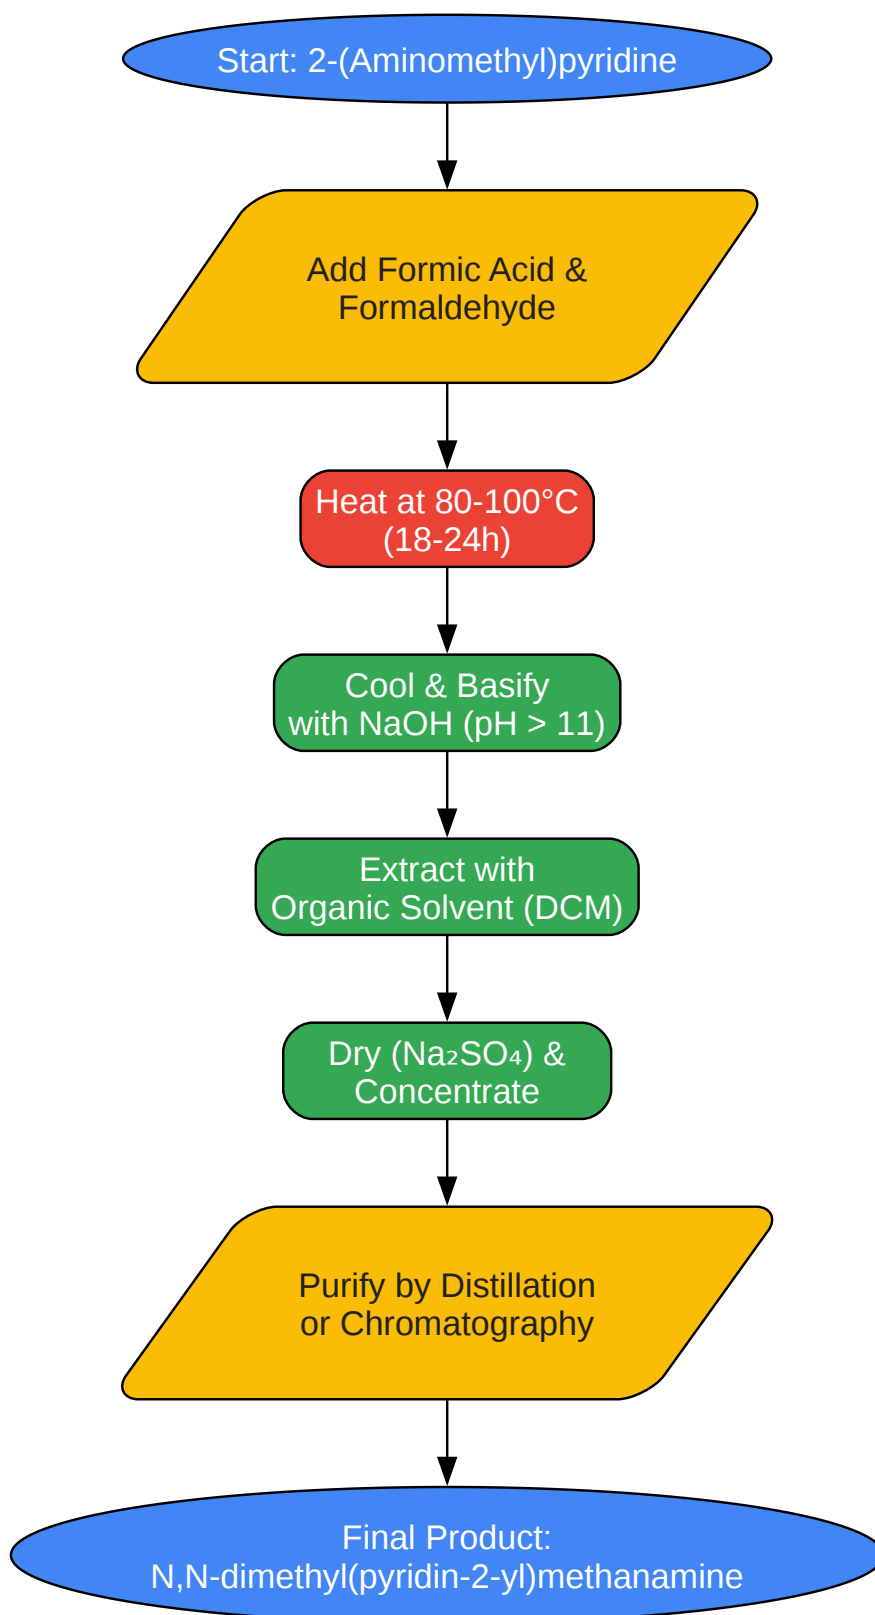 Start: 2-(Aminomethyl)pyridine
Add Formic Acid &
Formaldehyde
Heat at 80-100°C
(18-24h)
Cool & Basify
with NaOH (pH > 11)
Extract with
Organic Solvent (DCM)
Dry (Na₂SO₄) &
Concentrate
Purify by Distillation
or Chromatography
Final Product:
N,N-dimethyl(pyridin-2-yl)methanamine